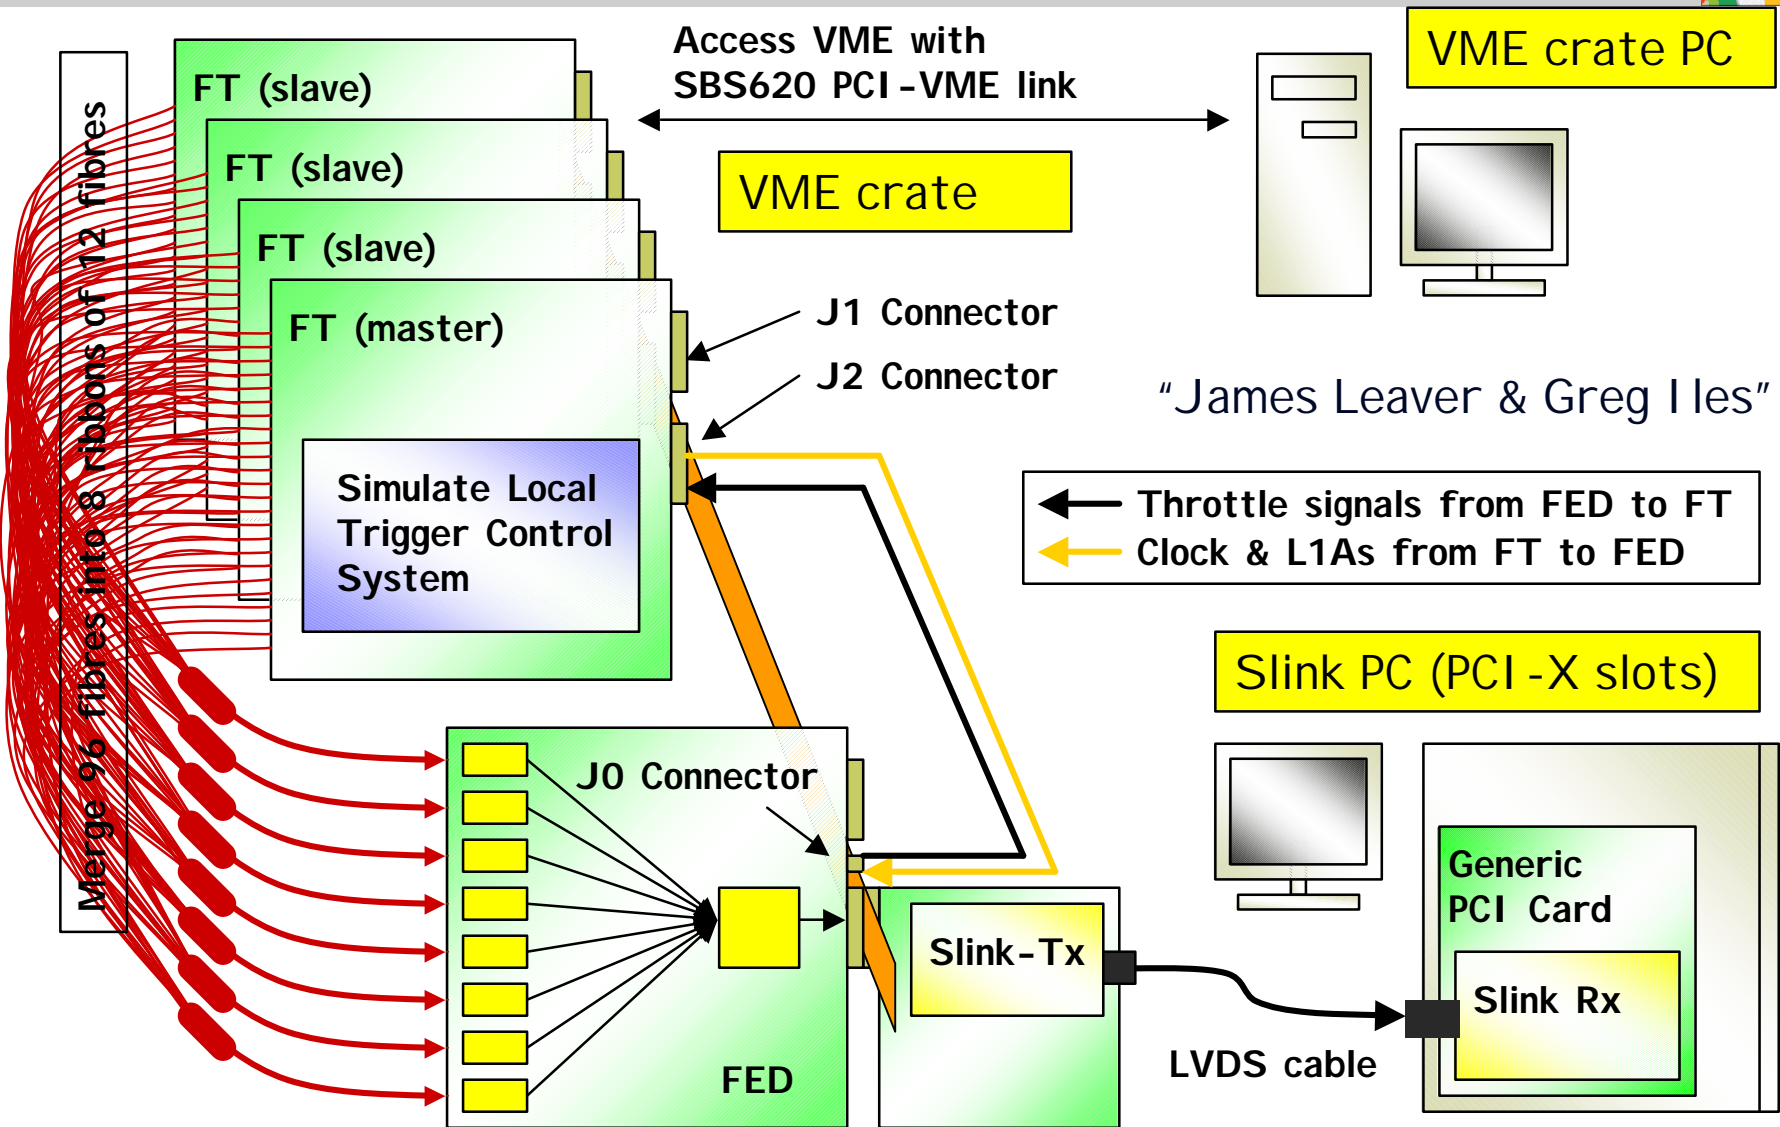 Access VME with
SBS620 PCI-VME link
VME crate PC
FT (slave)
FT (slave)
FT (slave)
FT (master)
VME crate
J1 Connector
J2 Connector
"James Leaver & Greg Iles"
Simulate Local
Trigger Control
System
Throttle signals from FED to FT
Clock & L1As from FT to FED
Merge 96 fibres into 8 ribbons of 12 fibres
Slink PC (PCI-X slots)
J0 Connector
Generic
PCI Card
Slink-Tx
Slink Rx
LVDS cable
FED